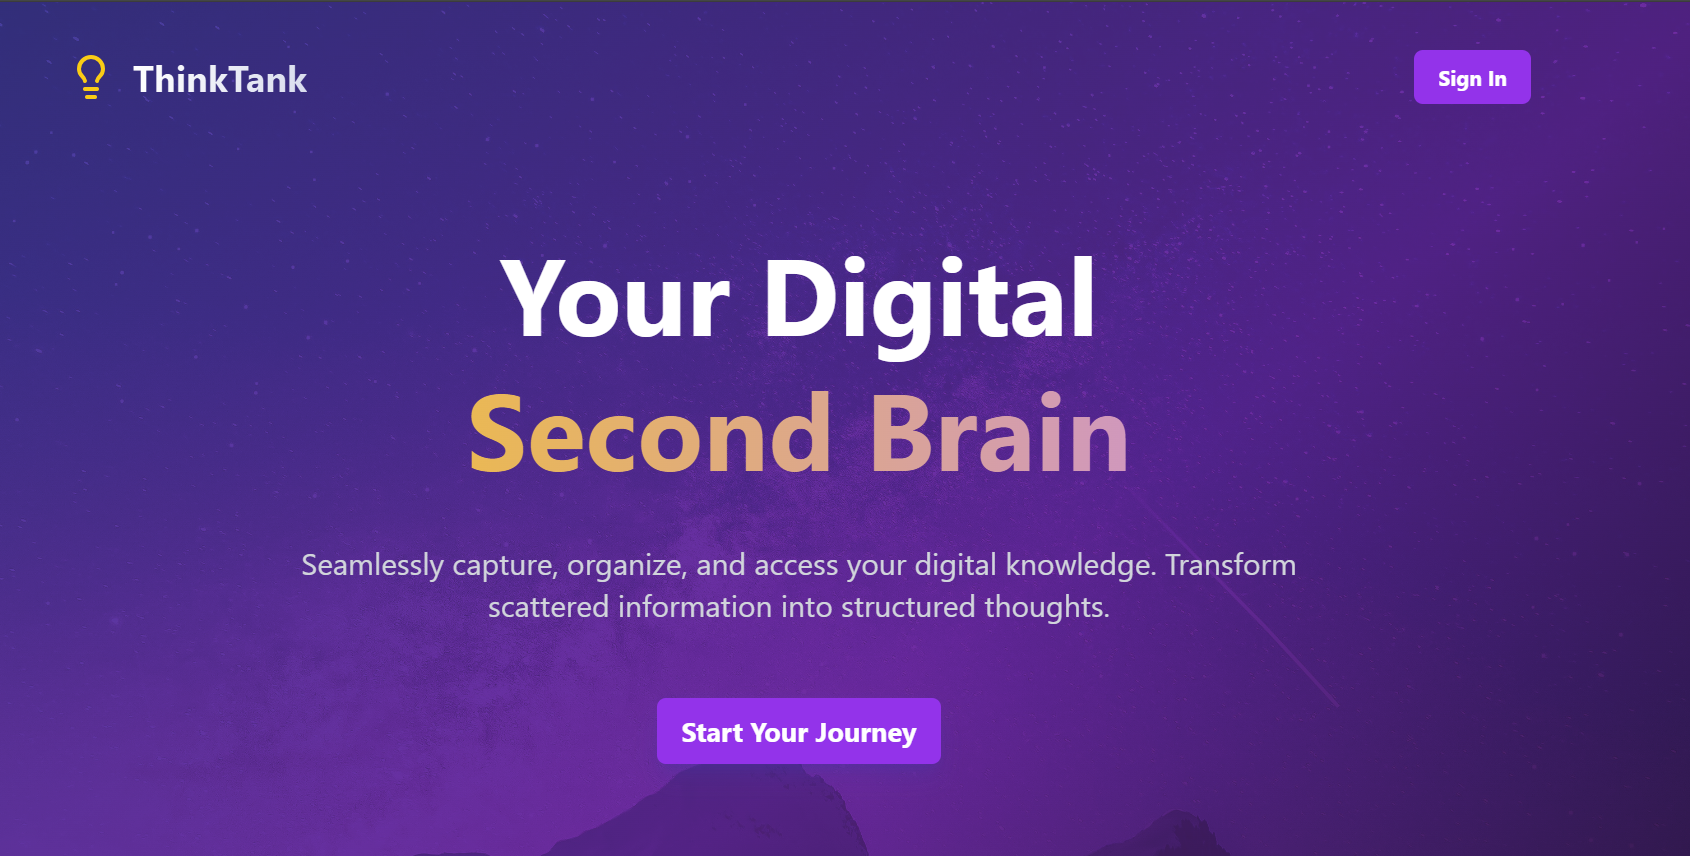 ThinkTank
Sign In
Your Digital
Second Brain
Seamlessly capture, organize, and access your digital knowledge. Transform
scattered information into structured thoughts.
Start Your Journey